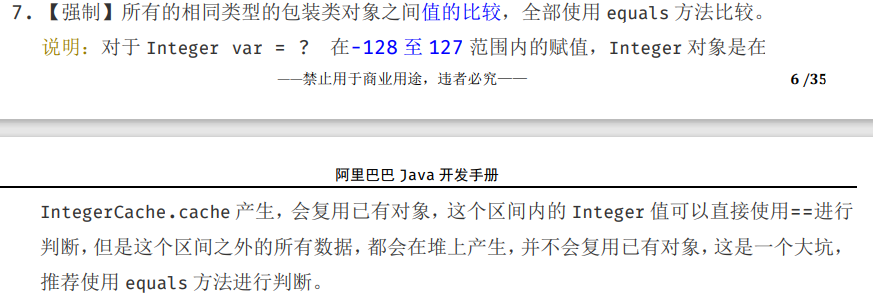 7. 【强制】所有的相同类型的包装类对象之间值的比较，全部使用 equals 方法比较。
说明：对于 Integer var = ? 在-128 至 127 范围内的赋值，Integer 对象是在
——禁止用于商业用途，违者必究—— 6 /35
阿里巴巴 Java 开发手册
IntegerCache.cache 产生，会复用已有对象，这个区间内的 Integer 值可以直接使用==进行
判断，但是这个区间之外的所有数据，都会在堆上产生，并不会复用已有对象，这是一个大坑，
推荐使用 equals 方法进行判断。